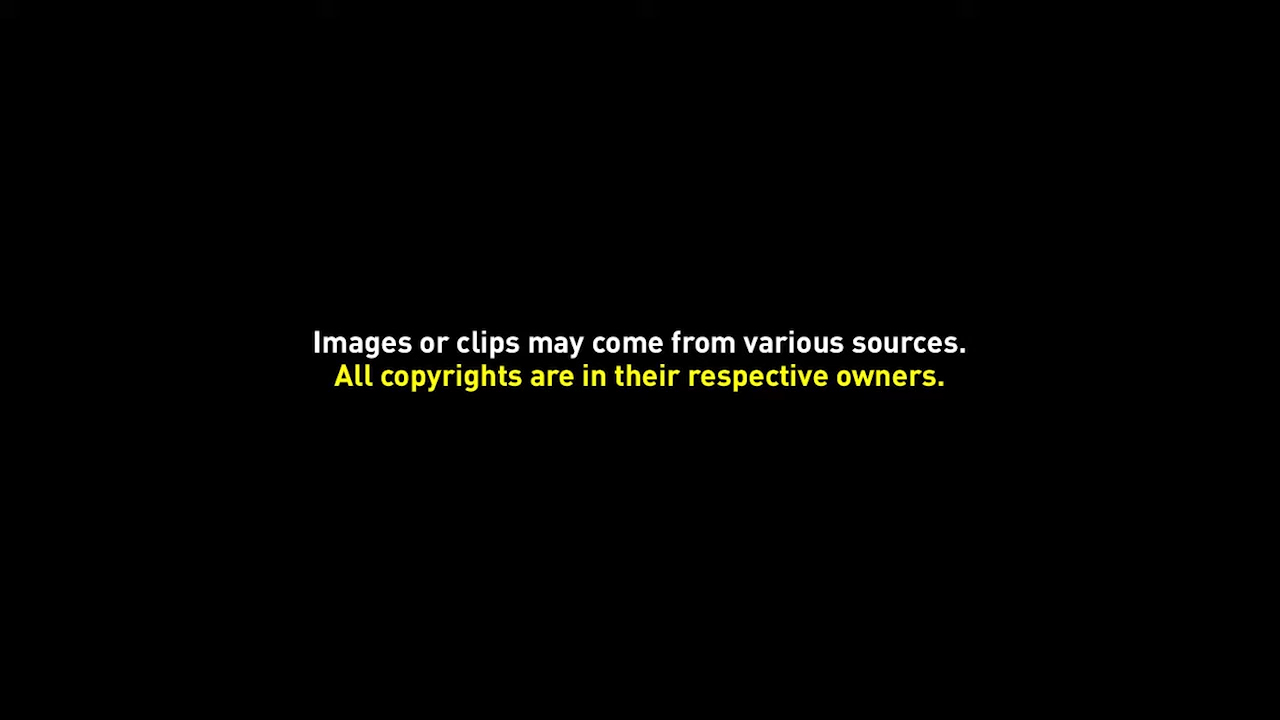 Images or clips may come from various sources.
All copyrights are in their respective owners.